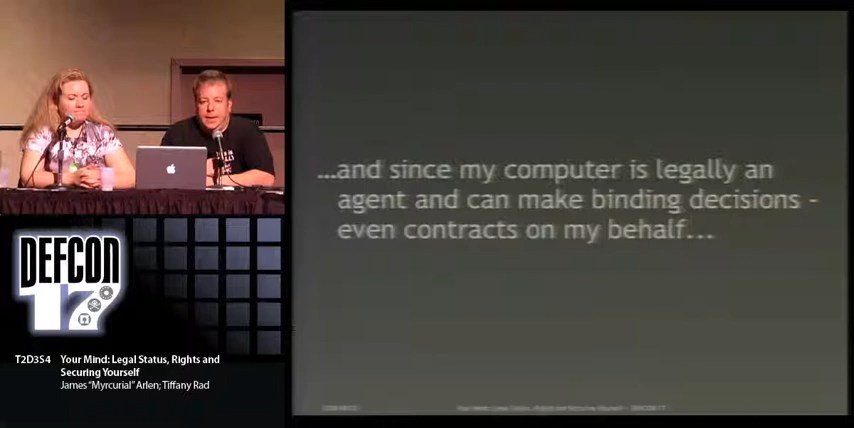 ...and since my computer is legally an
agent and can make binding decisions -
even contracts on my behalf...
DEFCON
17
T2D3S4 Your Mind: Legal Status, Rights and
Securing Yourself
James "Myrcurial" Arlen; Tiffany Rad